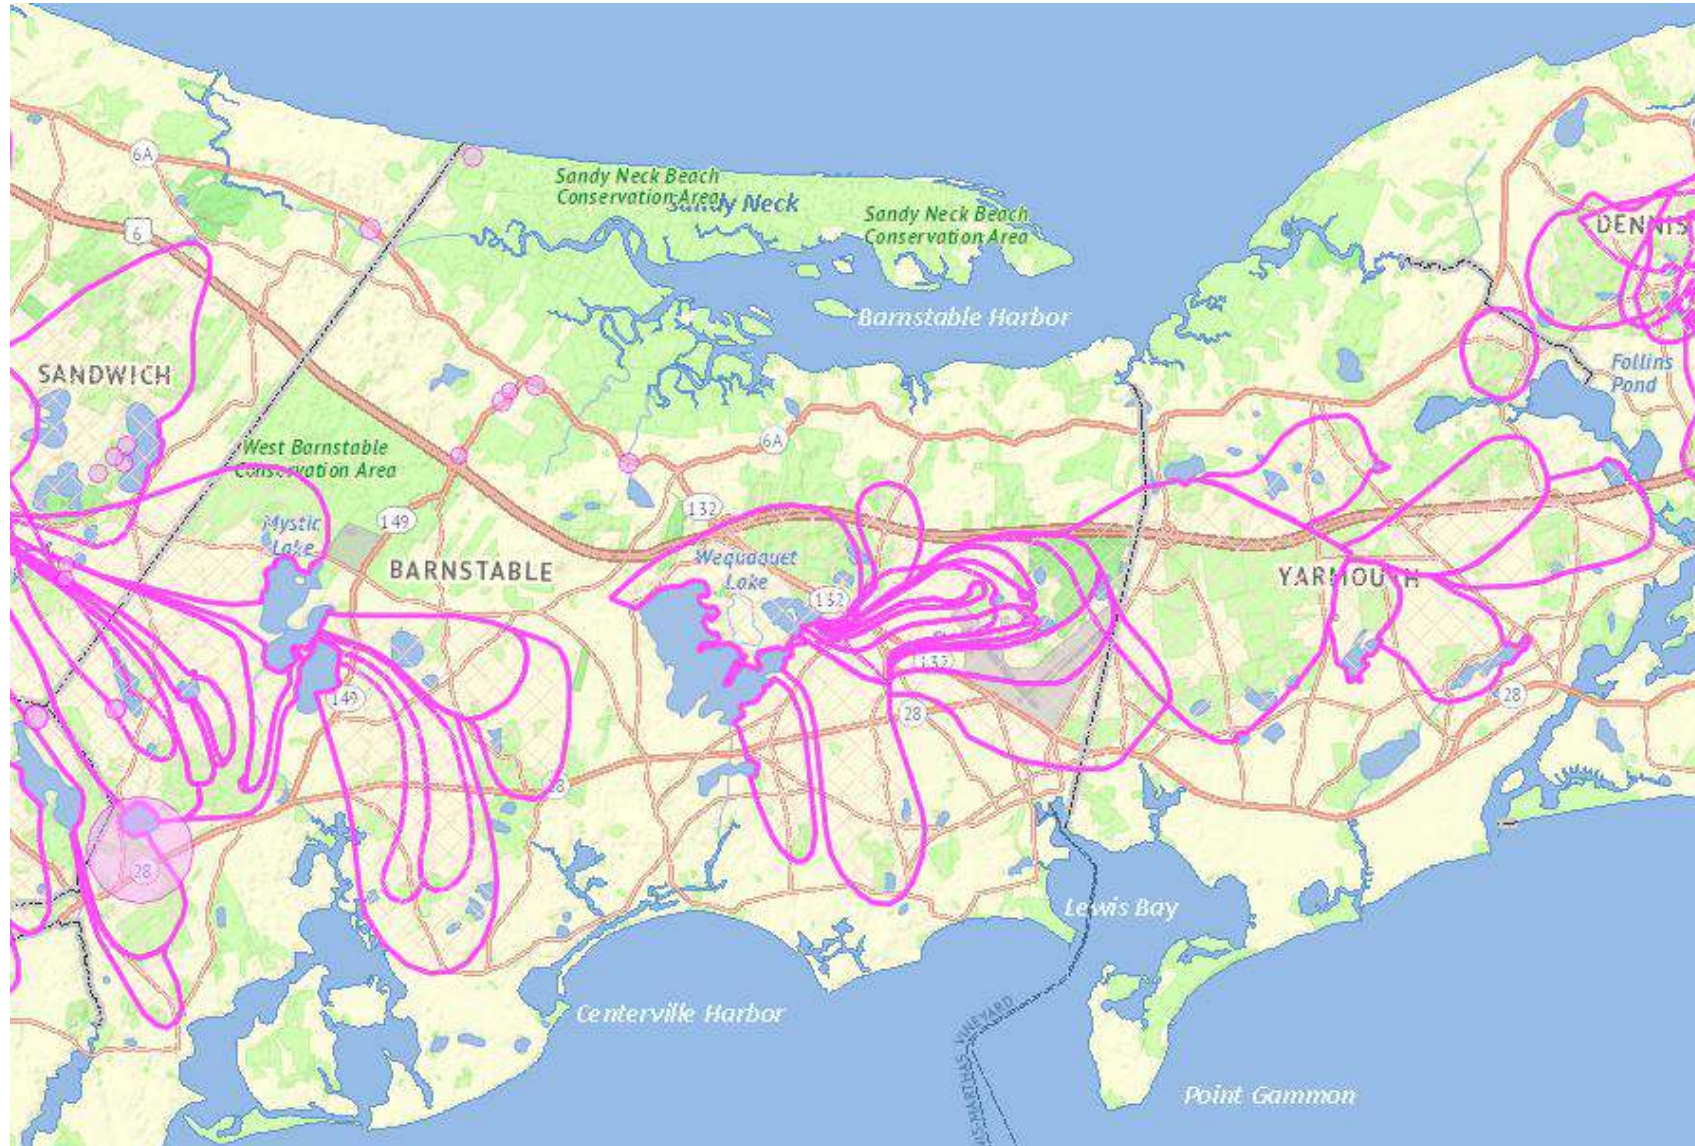 6A
6
Sandy Neck Beach
Conservation Area
Sandy Neck
Sandy Neck Beach
Conservation Area
DENNIS
Barnstable Harbor
SANDWICH
Follins
Pond
West Barnstable
Conservation Area
6A
132
149
Mystic
Lake
BARNSTABLE
Wequaquet
Lake
132
YARMOUTH
132
149
28
28
28
28
Lewis Bay
Centerville Harbor
MARTHAS VINEYARD
Point Gammon